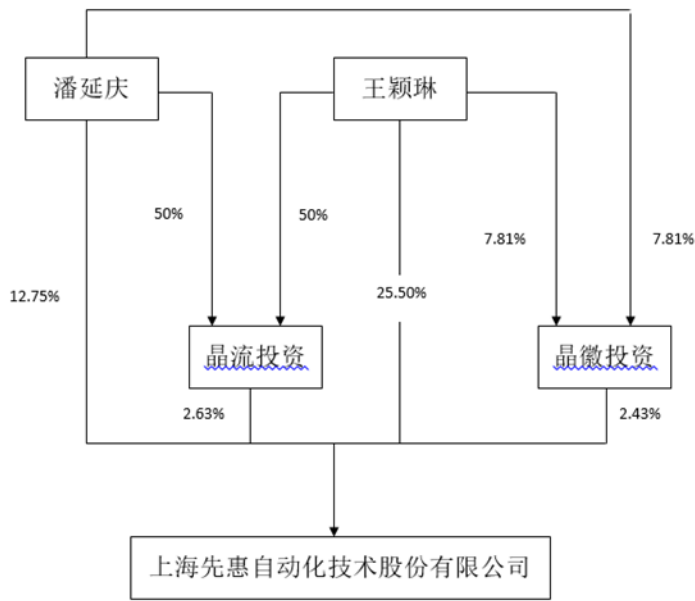 潘延庆
王颖琳
50%
50%
7.81%
7.81%
12.75%
25.50%
晶流投资
晶徽投资
2.63%
2.43%
上海先惠自动化技术股份有限公司